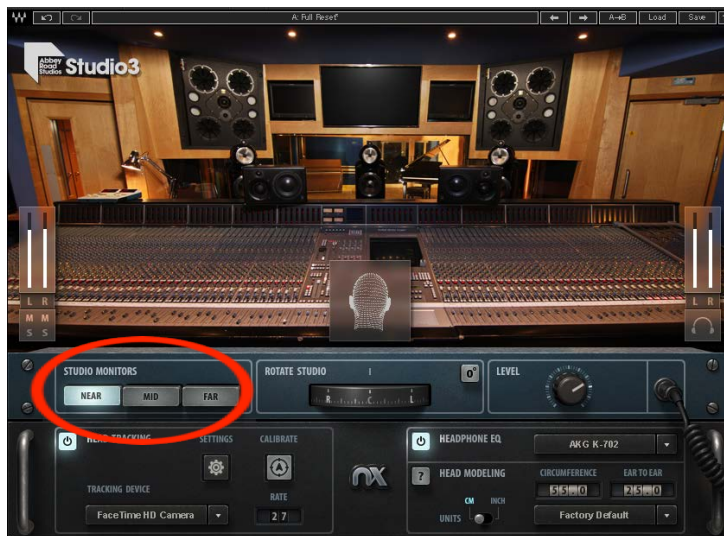 A: Full Reset*
A→B
Load
Save
Abbey Road Studios
Studio3
L R
M M
S S
L R
STUDIO MONITORS
NEAR
MID
FAR
ROTATE STUDIO
0°
R C L
LEVEL
HEAD TRACKING
SETTINGS
CALIBRATE
TRACKING DEVICE
RATE
FaceTime HD Camera
27
nx
HEADPHONE EQ
AKG K-702
?
HEAD MODELING
CIRCUMFERENCE
EAR TO EAR
55.0
25.0
CM
INCH
UNITS
Factory Default